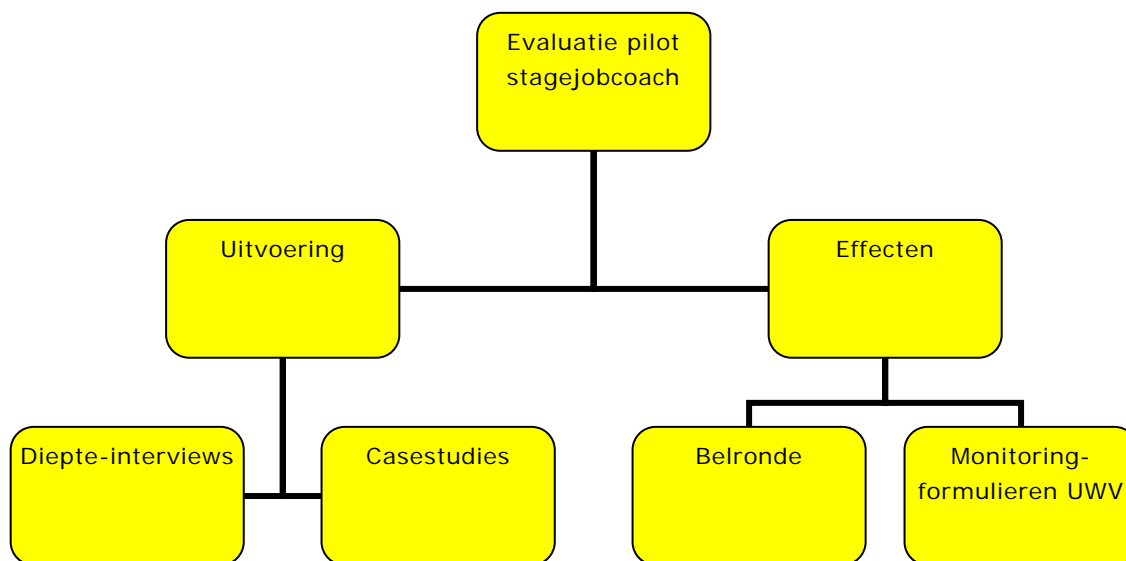 Evaluatie pilot
stagejobcoach
Uitvoering
Effecten
Diepte-interviews
Casestudies
Belronde
Monitoring-
formulieren UWV